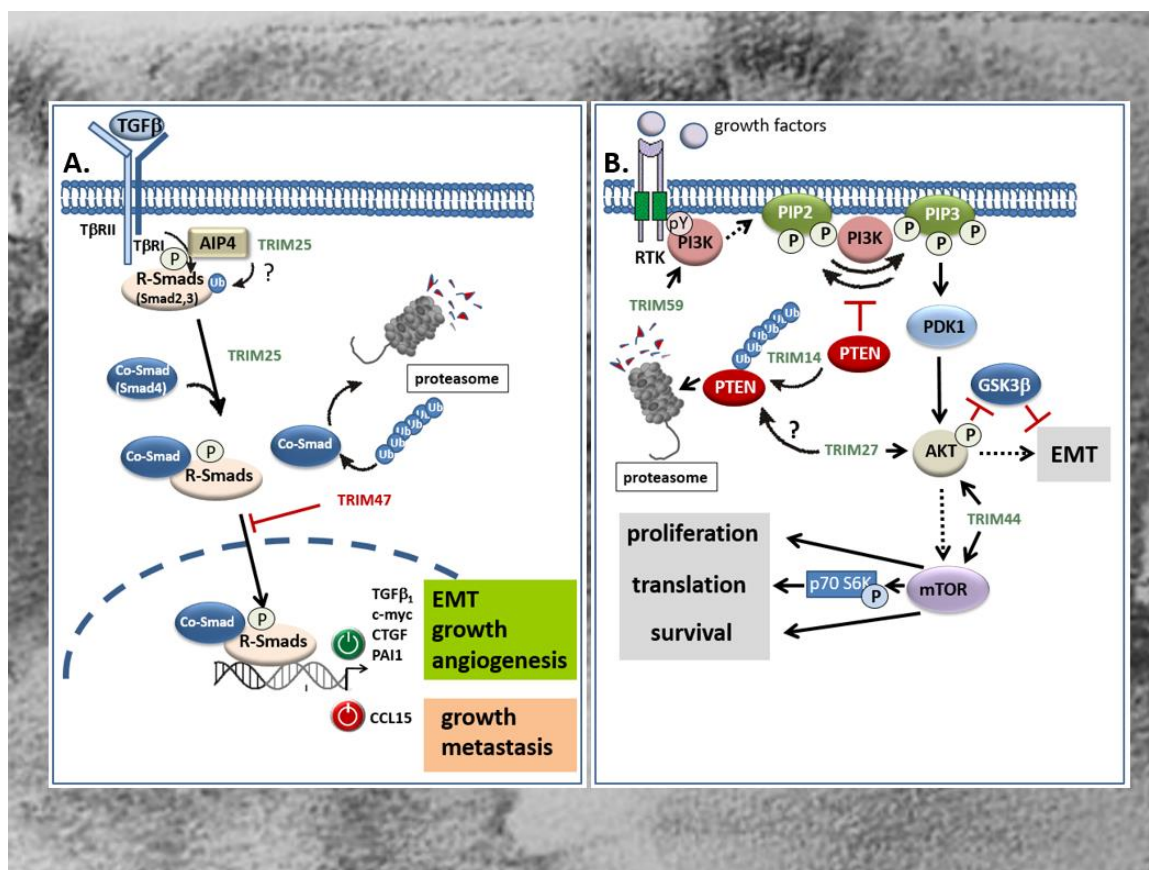 A.
TGFβ
TβRII
TβRI
AIP4
TRIM25
P
?
R-Smads
(Smad2,3)
Ub
TRIM25
Co-Smad
(Smad4)
proteasome
Co-Smad
P
R-Smads
Co-Smad
Ub
Ub
Ub
Ub
Ub
Ub
TRIM47
Co-Smad
P
R-Smads
TGFβ1
c-myc
CTGF
PAI1
EMT
growth
angiogenesis
CCL15
growth
metastasis
B.
growth factors
RTK
pY
PI3K
PIP2
P
P
PI3K
PIP3
P
P
P
TRIM59
PDK1
Ub
Ub
Ub
Ub
Ub
Ub
TRIM14
PTEN
PTEN
GSK3β
?
TRIM27
AKT
P
EMT
proteasome
TRIM44
proliferation
translation
survival
p70 S6K
P
mTOR